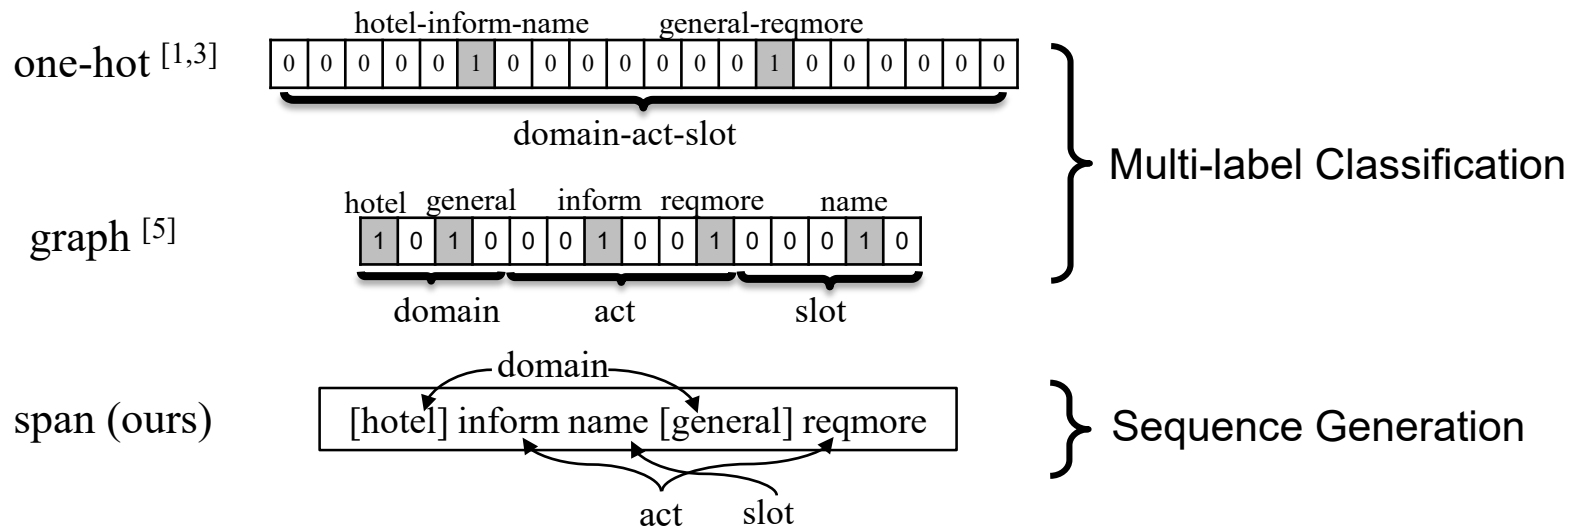 hotel-inform-name general-reqmore
one-hot [1,3] 0 0 0 0 0 1 0 0 0 0 0 0 0 1 0 0 0 0 0 0
domain-act-slot
Multi-label Classification
hotel general inform reqmore name
graph [5] 1 0 1 0 0 0 1 0 0 1 0 0 0 1 0
domain act slot
domain
span (ours) [hotel] inform name [general] reqmore Sequence Generation
act slot